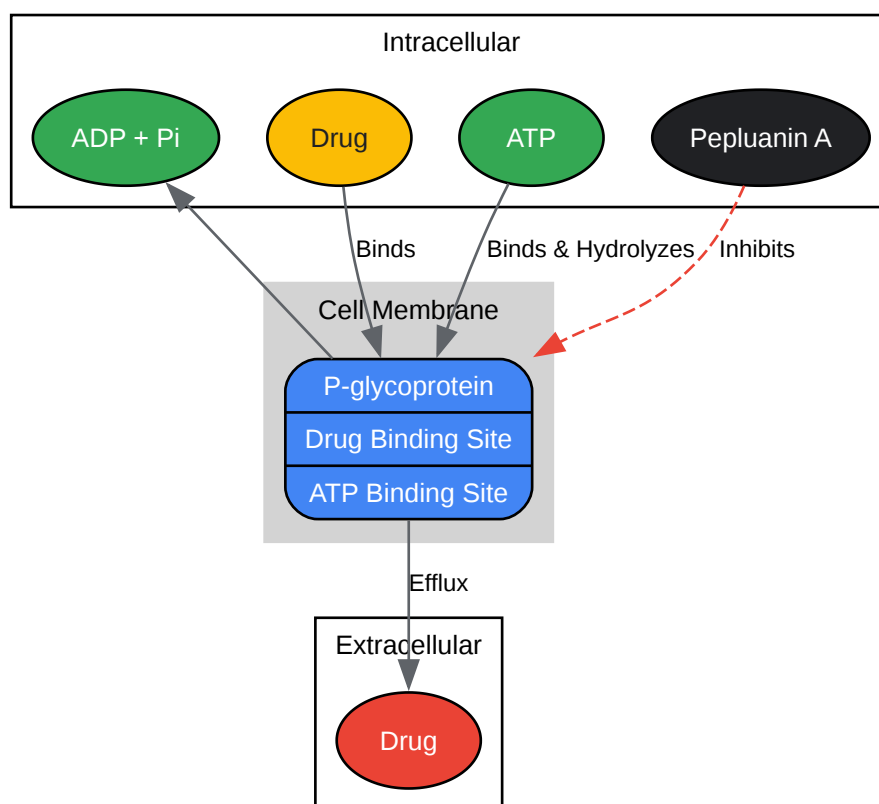 Intracellular
ADP + Pi
Drug
ATP
Pepluanin A
Binds
Binds & Hydrolyzes
Inhibits
Cell Membrane
P-glycoprotein
Drug Binding Site
ATP Binding Site
Efflux
Extracellular
Drug